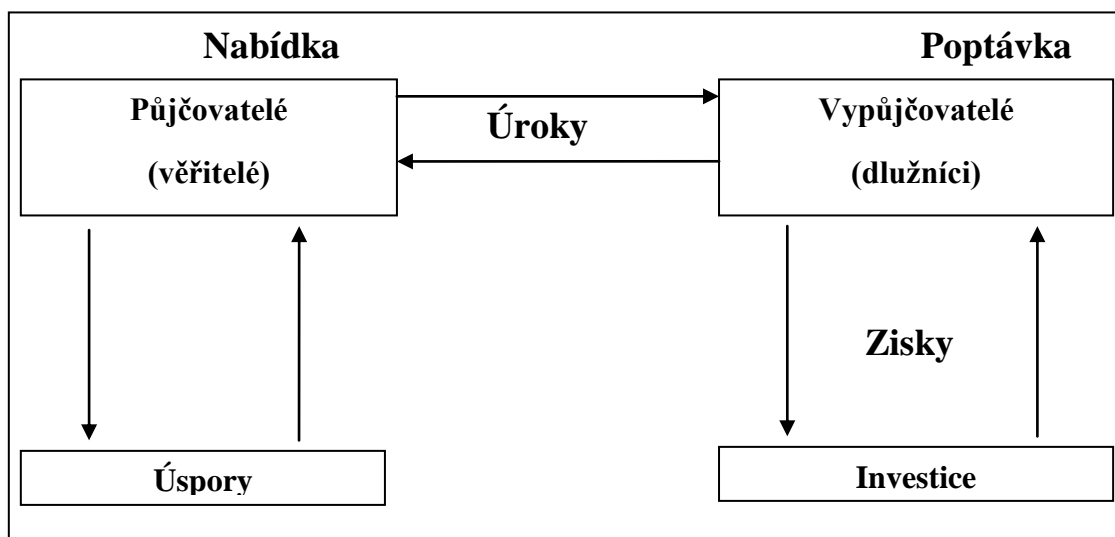 Nabídka
Poptávka
Půjčovatelé
(věřitelé)
Úroky
Vypůjčovatelé
(dlužníci)
Zisky
Úspory
Investice